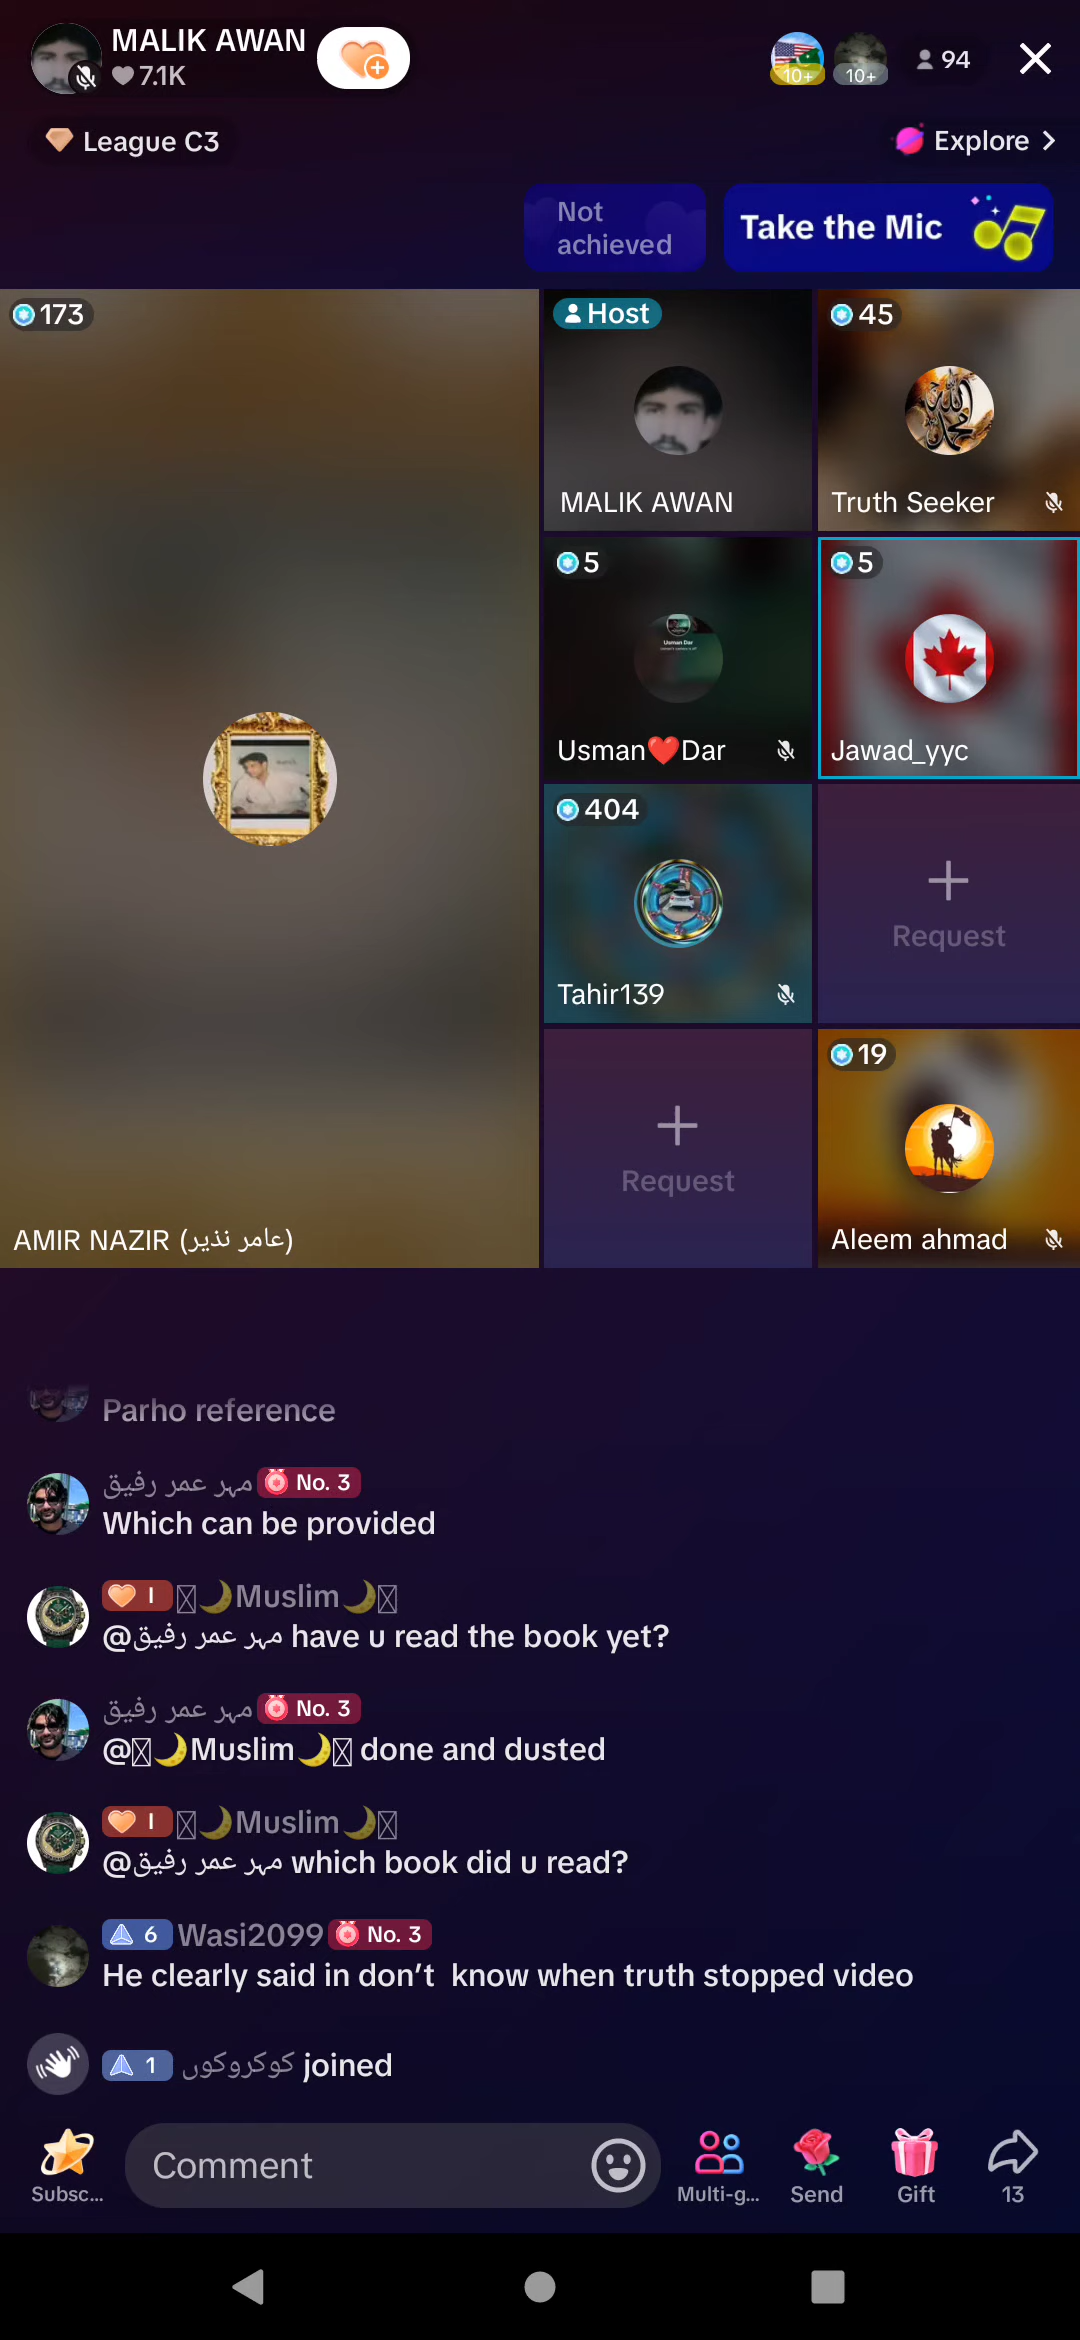 MALIK AWAN
7.1K
10+
10+
94
League C3
Explore
Not achieved
Take the Mic
173
Host
45
MALIK AWAN
Truth Seeker
5
5
Usman Dar
Usman❤️Dar
Jawad_yyc
404
Request
Tahir139
19
Request
Aleem ahmad
AMIR NAZIR (عامر نذیر)
Parho reference
مہر عمر رفیق No. 3
Which can be provided
I 🌙Muslim🌙
@مہر عمر رفیق have u read the book yet?
مہر عمر رفیق No. 3
@🌙Muslim🌙 done and dusted
I 🌙Muslim🌙
@مہر عمر رفیق which book did u read?
6 Wasi2099 No. 3
He clearly said in don’t  know when truth stopped video
1 کوکروکوں joined
Subsc...
Comment
Multi-g...
Send
Gift
13